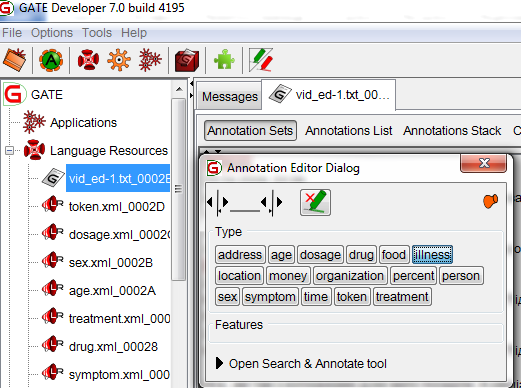 GATE Developer 7.0 build 4195
File Options Tools Help
GATE
Applications
Language Resources
vid_ed-1.txt_0002E
token.xml_0002D
dosage.xml_0002C
sex.xml_0002B
age.xml_0002A
treatment.xml_000
drug.xml_00028
symptom.xml_000
Messages vid_ed-1.txt_00...
Annotation Sets Annotations List Annotations Stack C
Annotation Editor Dialog
Type
address age dosage drug food illness
location money organization percent person
sex symptom time token treatment
Features
Open Search & Annotate tool